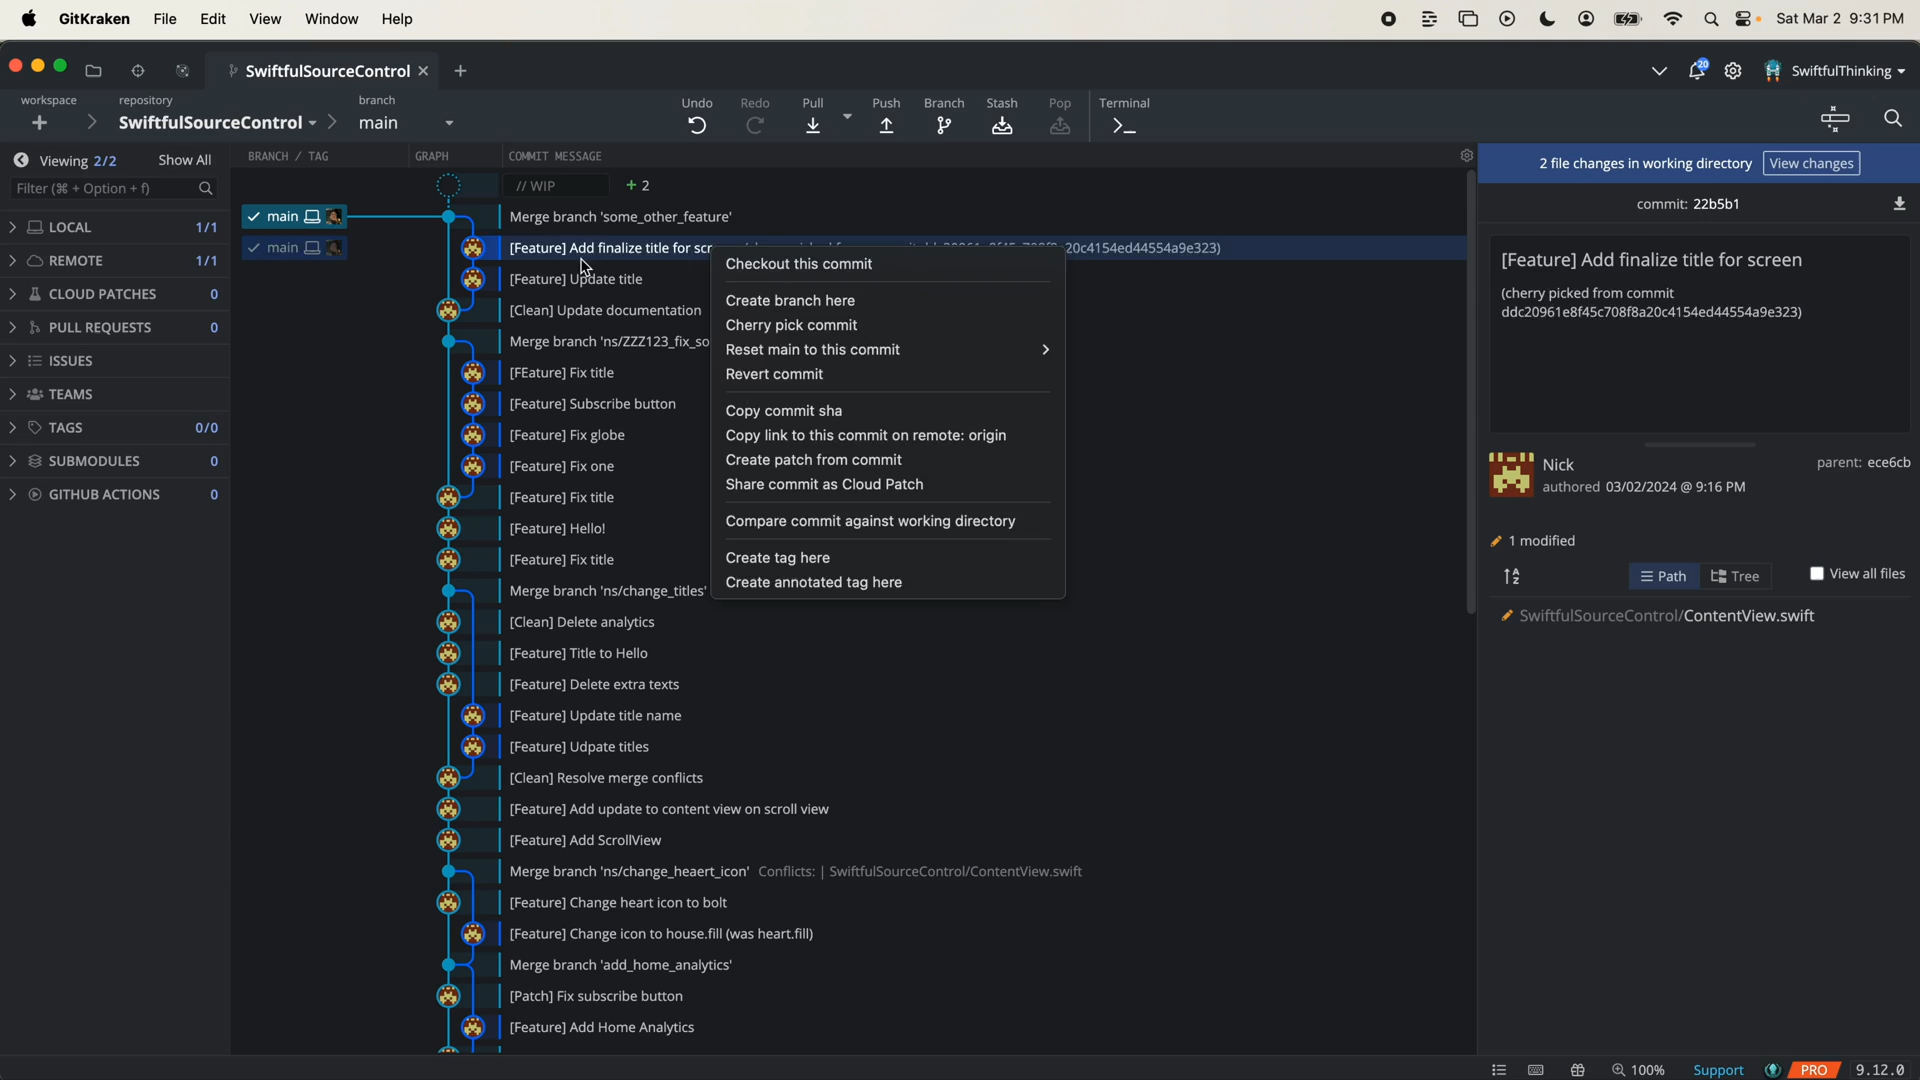 GitKraken File Edit View Window Help Sat Mar 2 9:31 PM
SwiftfulSourceControl 20 SwiftfulThinking
workspace repository branch Undo Redo Pull Push Branch Stash Pop Terminal
SwiftfulSourceControl main
Viewing 2/2 Show All
BRANCH / TAG GRAPH COMMIT MESSAGE
2 file changes in working directory View changes
Filter (⌘ + Option + f)
// WIP + 2
commit: 22b5b1
LOCAL 1/1
REMOTE 1/1
CLOUD PATCHES 0
PULL REQUESTS 0
ISSUES
TEAMS
TAGS 0/0
SUBMODULES 0
GITHUB ACTIONS 0
main Merge branch 'some_other_feature'
main [Feature] Add finalize title for 20c4154ed44554a9e323)
[Feature] Update title
[Clean] Update documentation
Merge branch 'ns/ZZZ123_fix_so
[FEature] Fix title
[Feature] Subscribe button
[Feature] Fix globe
[Feature] Fix one
[Feature] Fix title
[Feature] Hello!
[Feature] Fix title
Merge branch 'ns/change_titles'
[Clean] Delete analytics
[Feature] Title to Hello
[Feature] Delete extra texts
[Feature] Update title name
[Feature] Udpate titles
[Clean] Resolve merge conflicts
[Feature] Add update to content view on scroll view
[Feature] Add ScrollView
Merge branch 'ns/change_heaert_icon' Conflicts: | SwiftfulSourceControl/ContentView.swift
[Feature] Change heart icon to bolt
[Feature] Change icon to house.fill (was heart.fill)
Merge branch 'add_home_analytics'
[Patch] Fix subscribe button
[Feature] Add Home Analytics
Checkout this commit
Create branch here
Cherry pick commit
Reset main to this commit
Revert commit
Copy commit sha
Copy link to this commit on remote: origin
Create patch from commit
Share commit as Cloud Patch
Compare commit against working directory
Create tag here
Create annotated tag here
[Feature] Add finalize title for screen
(cherry picked from commit
ddc20961e8f45c708f8a20c4154ed44554a9e323)
Nick parent: ece6cb
authored 03/02/2024 @ 9:16 PM
1 modified
Path Tree View all files
SwiftfulSourceControl/ContentView.swift
100% Support PRO 9.12.0